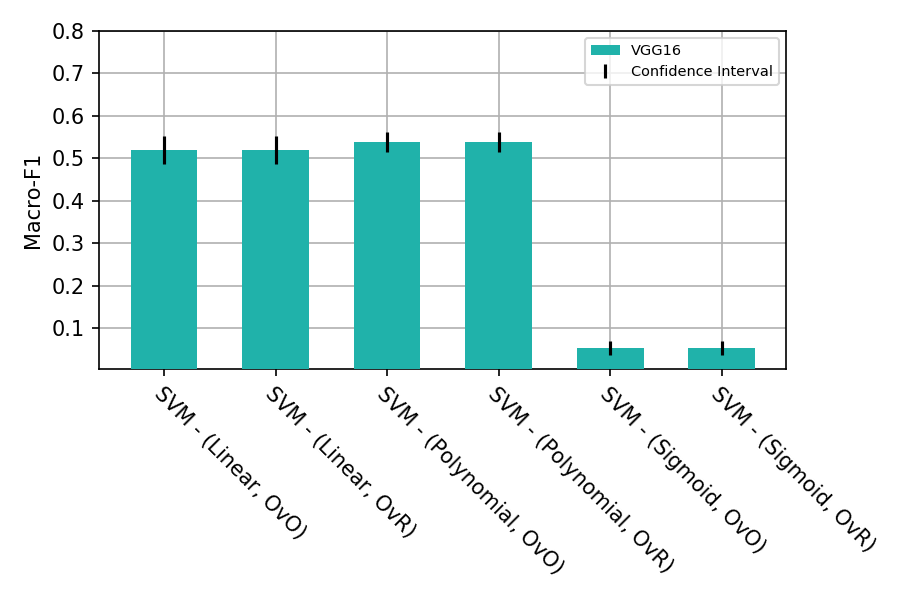 0.8
0.7
0.6
0.5
0.4
0.3
0.2
0.1
Macro-F1
VGG16
Confidence Interval
SVM - (Linear, OvO)
SVM - (Linear, OvR)
SVM - (Polynomial, OvO)
SVM - (Polynomial, OvR)
SVM - (Sigmoid, OvO)
SVM - (Sigmoid, OvR)